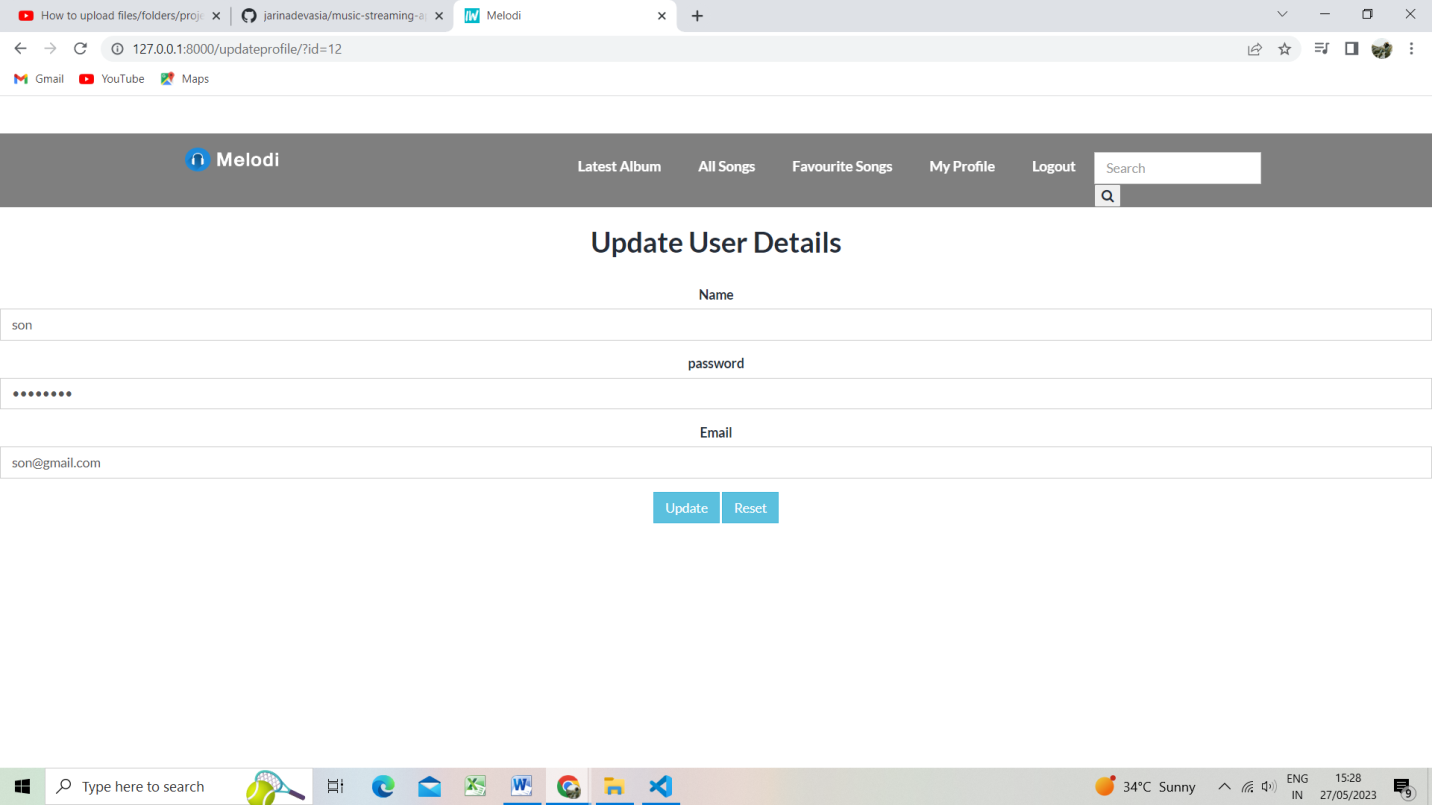 How to upload files/folders/proje
jarinadevasia/music-streaming-ap
Melodi
127.0.0.1:8000/updateprofile/?id=12
Gmail YouTube Maps
Melodi
Latest Album All Songs Favourite Songs My Profile Logout Search
Update User Details
Name
son
password
••••••••
Email
son@gmail.com
Update Reset
Type here to search
34°C Sunny
ENG
IN
15:28
27/05/2023
9